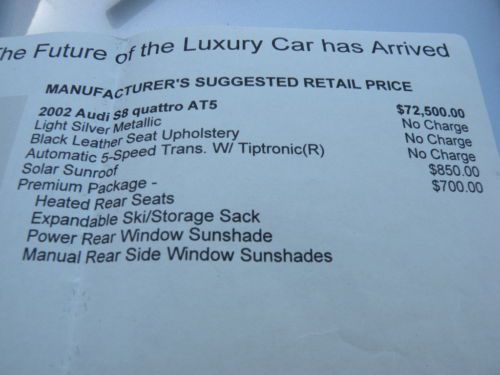 The Future of the Luxury Car has Arrived
MANUFACTURER'S SUGGESTED RETAIL PRICE
2002 Audi S8 quattro AT5 $72,500.00
Light Silver Metallic No Charge
Black Leather Seat Upholstery No Charge
Automatic 5-Speed Trans. W/ Tiptronic(R) No Charge
Solar Sunroof $850.00
Premium Package - $700.00
Heated Rear Seats
Expandable Ski/Storage Sack
Power Rear Window Sunshade
Manual Rear Side Window Sunshades